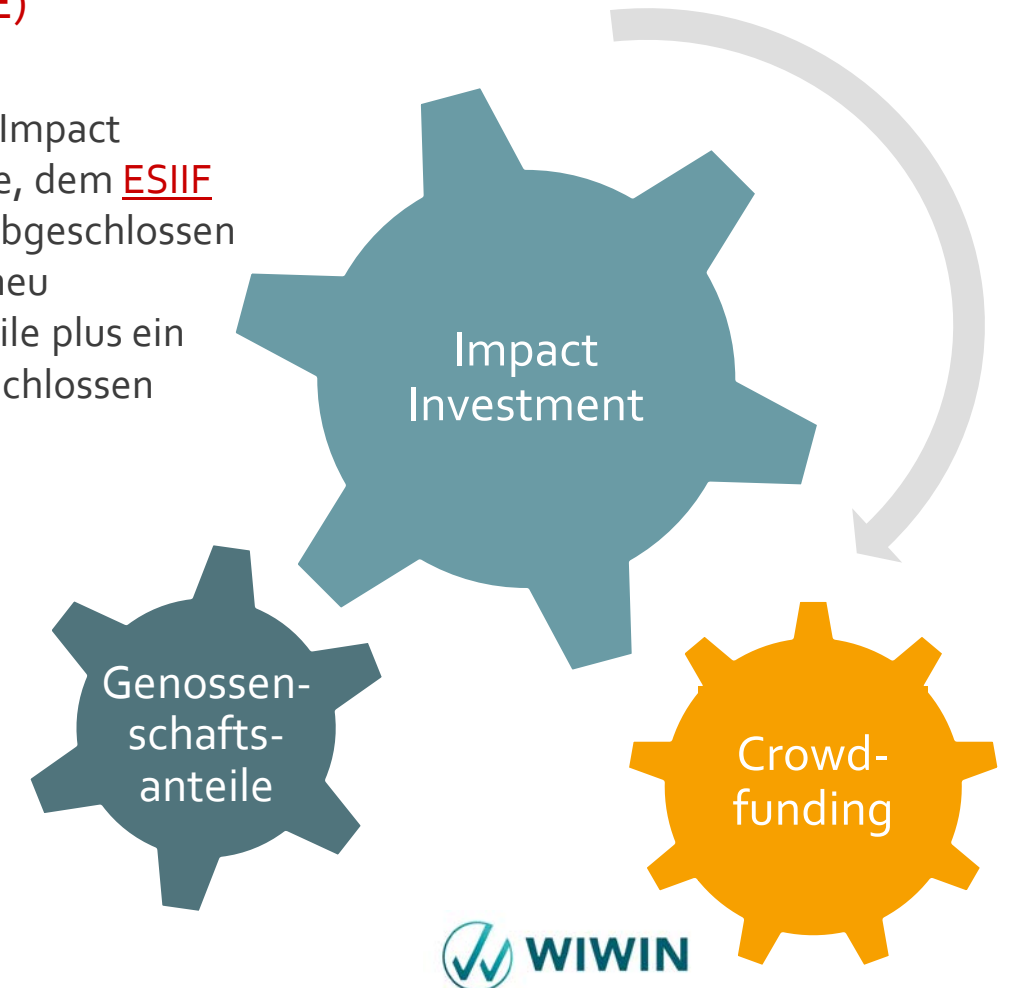 E)
Impact
e, dem ESIIF
bgeschlossen
neu
ile plus ein
chlossen
Impact
Investment
Genossen-
schafts-
anteile
Crowd-
funding
WIWIN